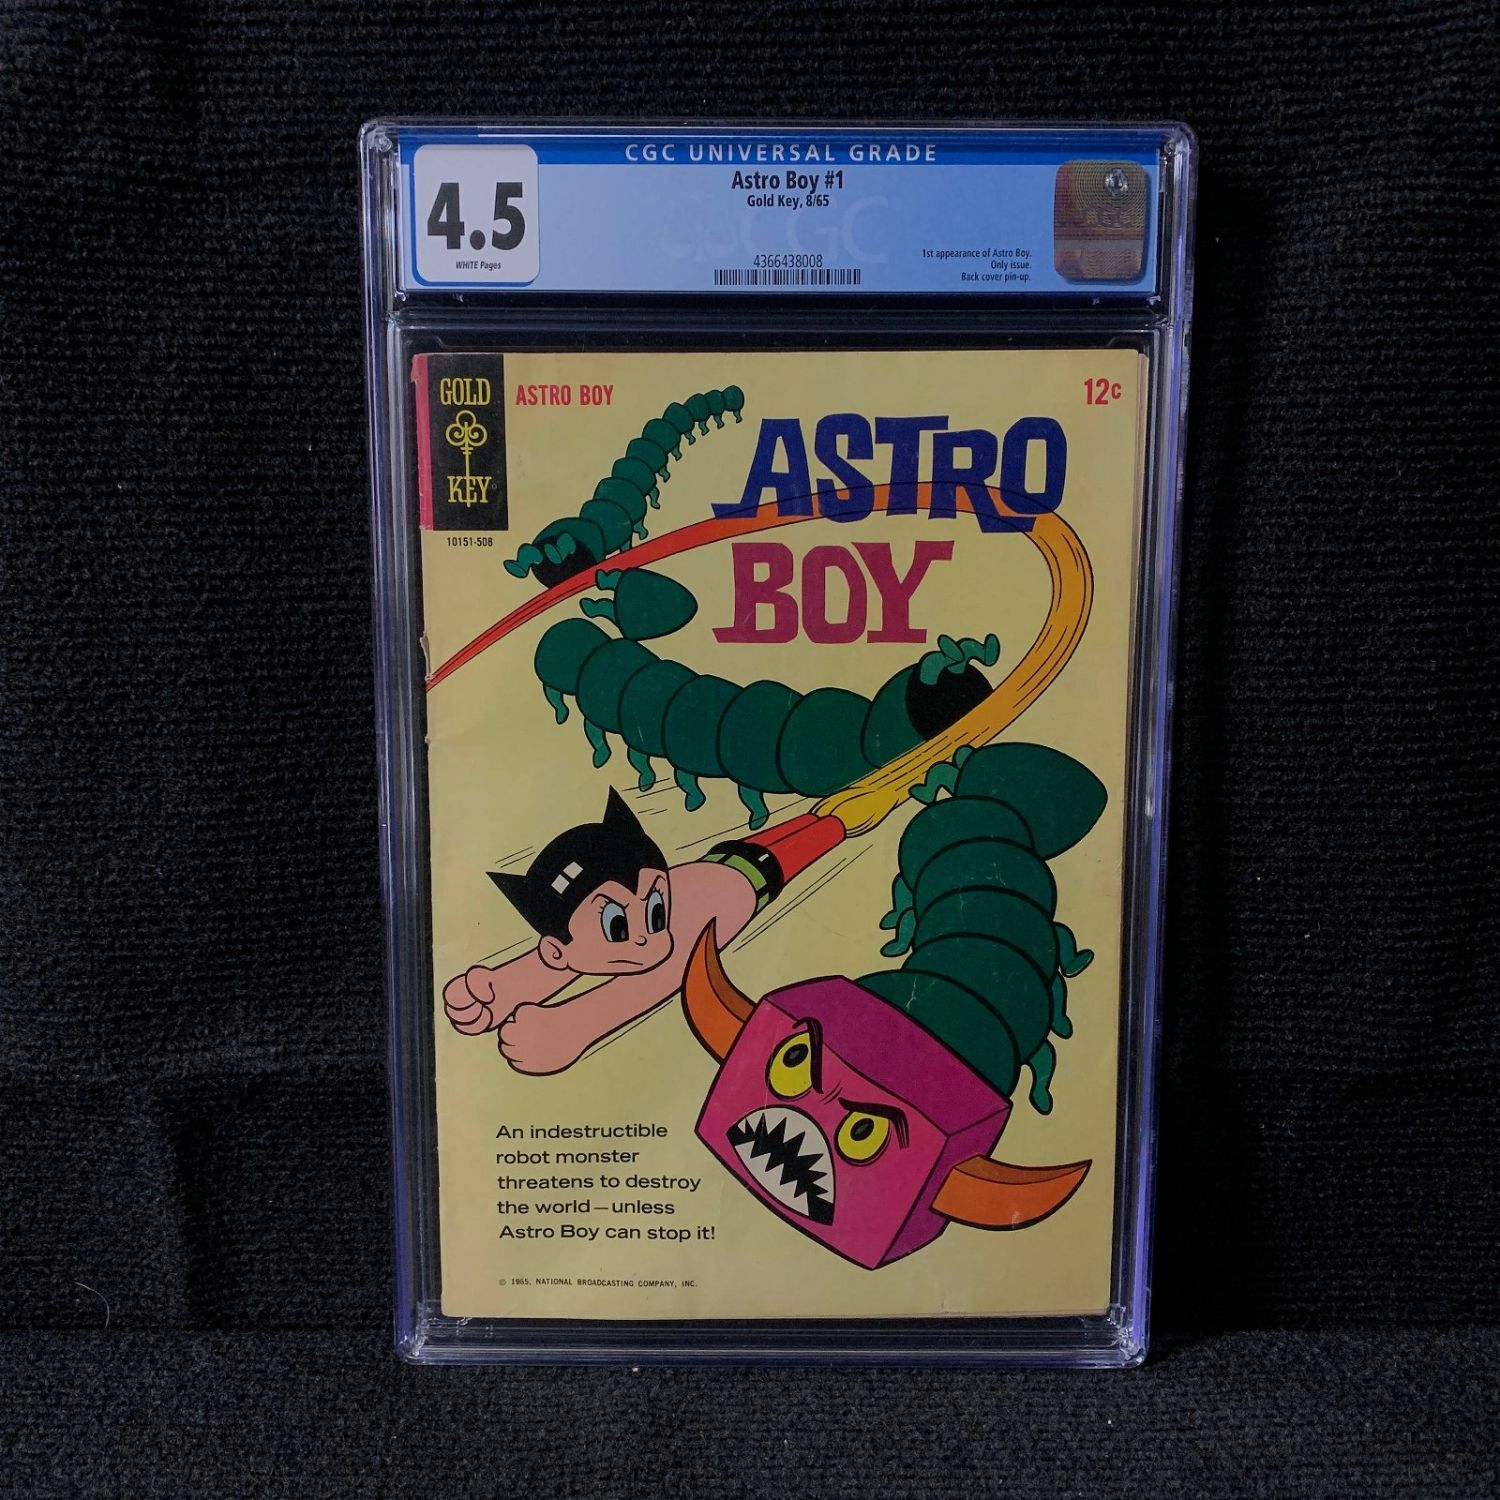 CGC UNIVERSAL GRADE
4.5
WHITE Pages
Astro Boy #1
Gold Key, 8/65
4366438008
1st appearance of Astro Boy.
Only issue.
Back cover pin-up.
CGC
CGC
GOLD
KEY
10151-508
ASTRO BOY
12c
ASTRO
BOY
An indestructible
robot monster
threatens to destroy
the world—unless
Astro Boy can stop it!
© 1965, NATIONAL BROADCASTING COMPANY, INC.